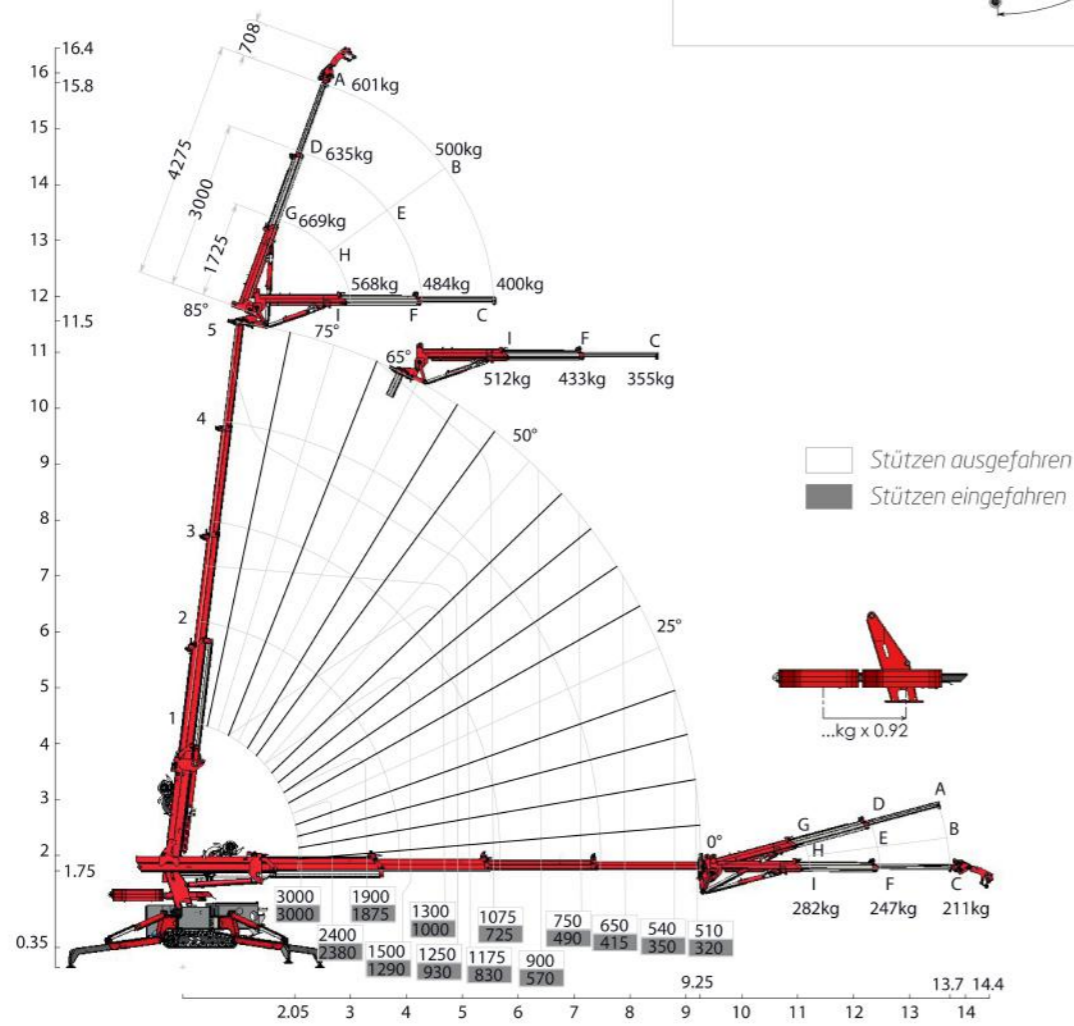 708
16.4
16
15.8
A 601kg
15
500kg
B
D 635kg
4275
3000
1725
14
E
G 669kg
13
H
568kg 484kg 400kg
12
I F C
85°
11.5
5
75°
I F C
11
65°
512kg 433kg 355kg
10
4
50°
9
Stützen ausgefahren
Stützen eingefahren
8
3
7
6
2
25°
5
1
4
...kg x 0.92
3
A
D
G
B
E
0°
H
2
1.75
I F C
282kg 247kg 211kg
3000 1900 1300 1075 750 650 540 510
3000 1875 1000 725 490 415 350 320
2400 1500 1250 1175 900
2380 1290 930 830 570
0.35
9.25 13.7 14.4
2.05 3 4 5 6 7 8 9 10 11 12 13 14